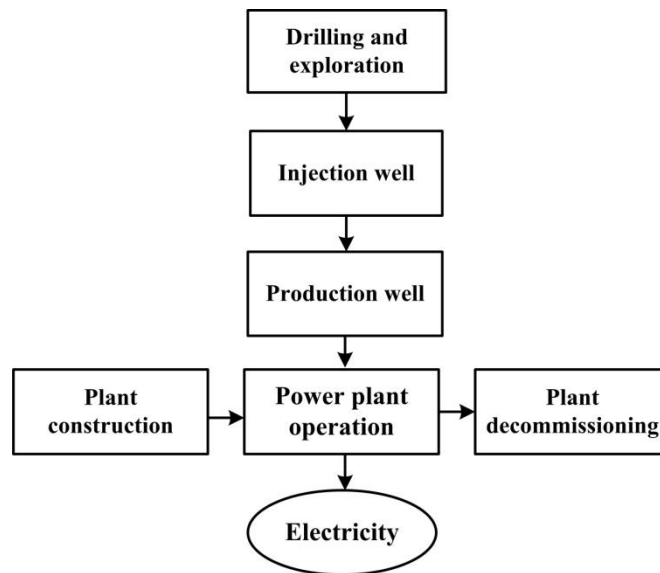 Drilling and
exploration
Injection well
Production well
Plant
construction
Power plant
operation
Plant
decommissioning
Electricity